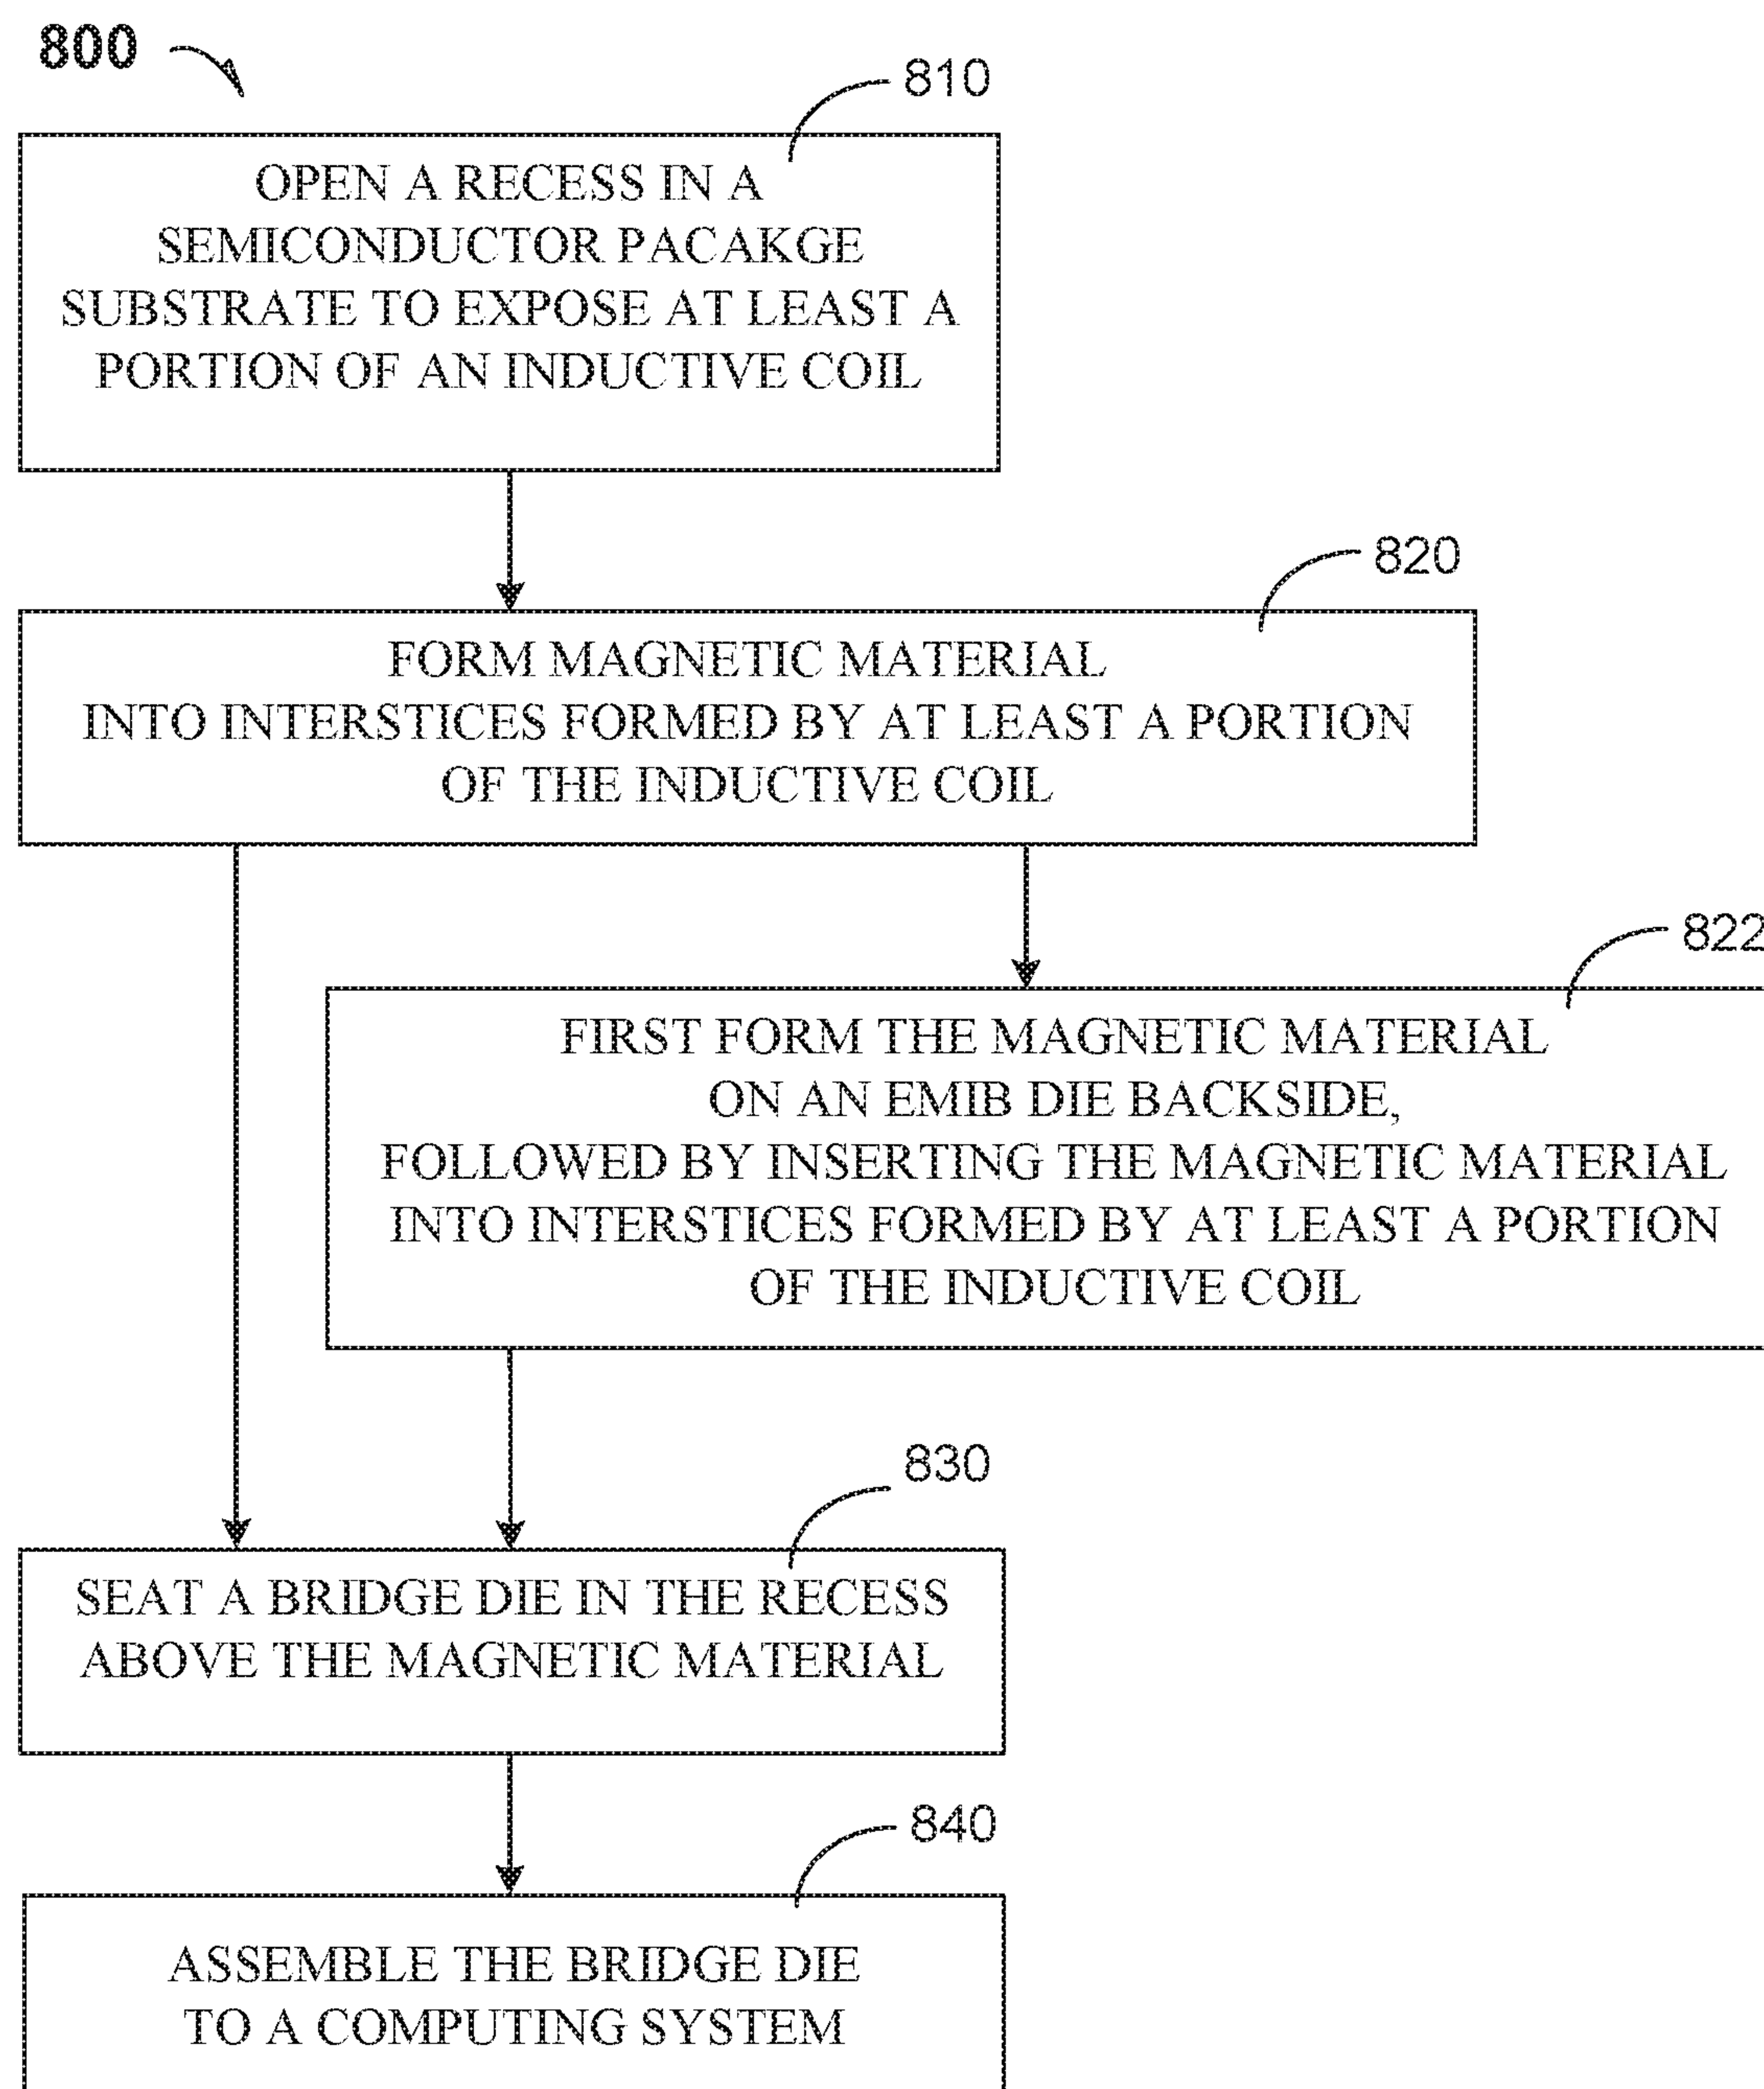 800
810
OPEN A RECESS IN A
SEMICONDUCTOR PACAKGE
SUBSTRATE TO EXPOSE AT LEAST A
PORTION OF AN INDUCTIVE COIL
820
FORM MAGNETIC MATERIAL
INTO INTERSTICES FORMED BY AT LEAST A PORTION
OF THE INDUCTIVE COIL
822
FIRST FORM THE MAGNETIC MATERIAL
ON AN EMIB DIE BACKSIDE,
FOLLOWED BY INSERTING THE MAGNETIC MATERIAL
INTO INTERSTICES FORMED BY AT LEAST A PORTION
OF THE INDUCTIVE COIL
830
SEAT A BRIDGE DIE IN THE RECESS
ABOVE THE MAGNETIC MATERIAL
840
ASSEMBLE THE BRIDGE DIE
TO A COMPUTING SYSTEM